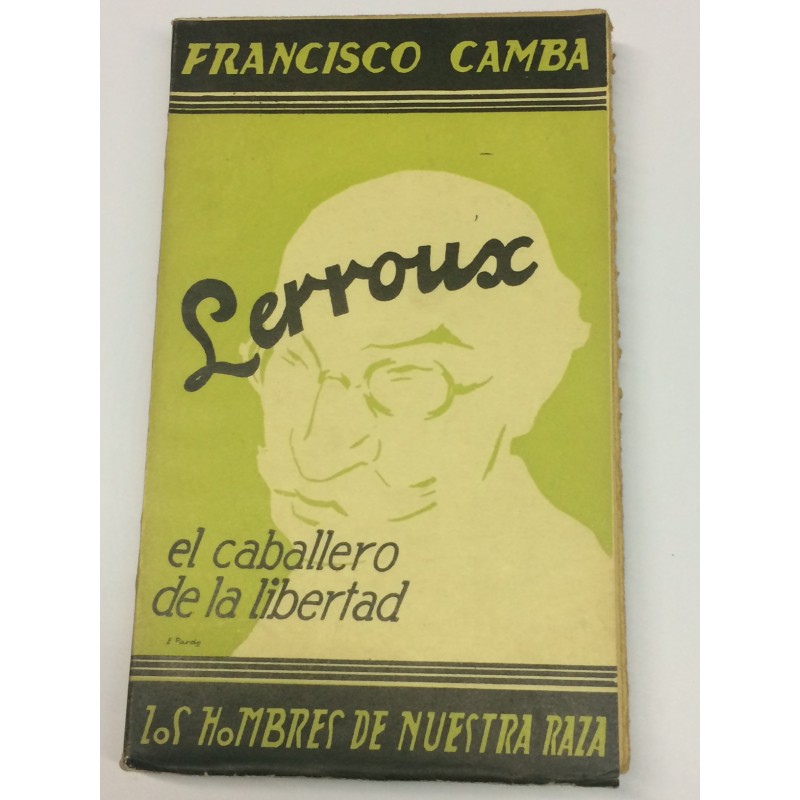 FRANCISCO CAMBA
Lerroux
el caballero
de la libertad
LoS HoMBRES DE NUESTRA RAZA